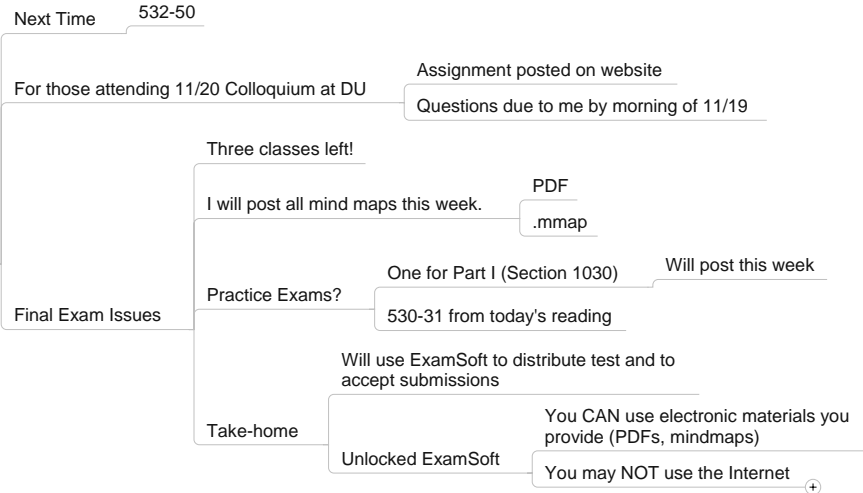 Next Time
532-50
For those attending 11/20 Colloquium at DU
Assignment posted on website
Questions due to me by morning of 11/19
Final Exam Issues
Three classes left!
I will post all mind maps this week.
PDF
.mmap
Practice Exams?
One for Part I (Section 1030)
Will post this week
530-31 from today's reading
Take-home
Will use ExamSoft to distribute test and to
accept submissions
Unlocked ExamSoft
You CAN use electronic materials you
provide (PDFs, mindmaps)
You may NOT use the Internet